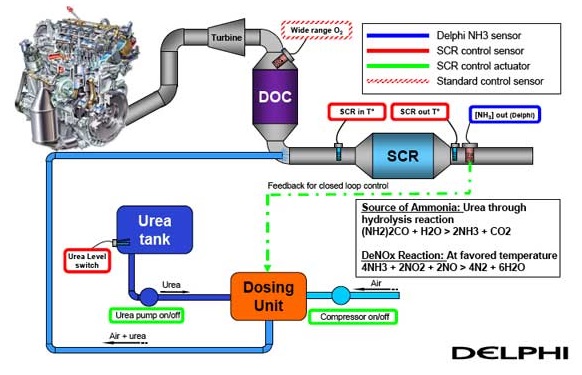 Turbine
Wide range O₂
Delphi NH3 sensor
SCR control sensor
SCR control actuator
Standard control sensor
DOC
SCR in T°
SCR out T°
[NH₃] out (Delphi)
SCR
Feedback for closed loop control
Source of Ammonia: Urea through
hydrolysis reaction
(NH2)2CO + H2O > 2NH3 + CO2
DeNOx Reaction: At favored temperature
4NH3 + 2NO2 + 2NO > 4N2 + 6H2O
Urea
tank
Urea Level
switch
Urea
Urea pump on/off
Dosing
Unit
Air
Compressor on/off
Air + urea
DELPHI